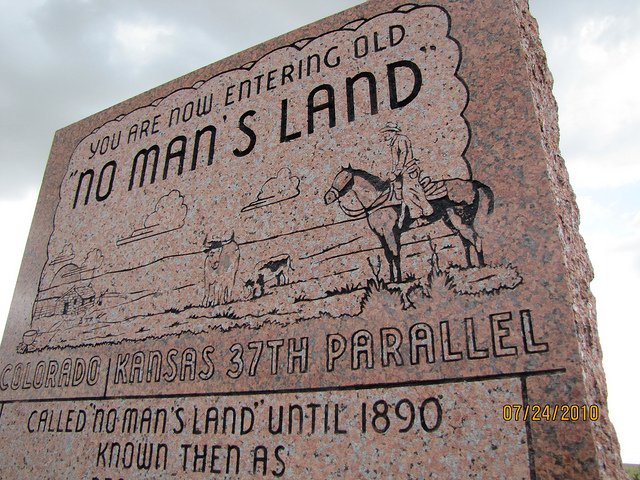 YOU ARE NOW ENTERING OLD
"NO MAN'S LAND"
COLORADO | KANSAS 37TH PARALLEL
CALLED "NO MAN'S LAND" UNTIL 1890
KNOWN THEN AS
07/24/2010